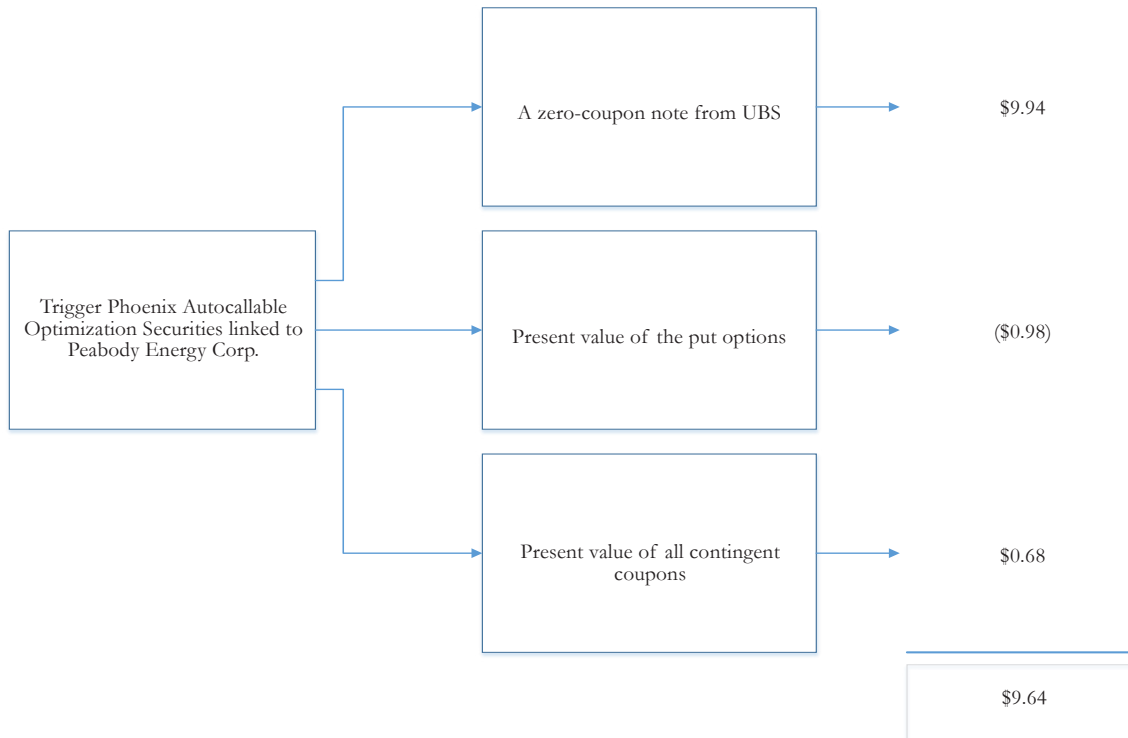 A zero-coupon note from UBS
$9.94
Trigger Phoenix Autocallable
Optimization Securities linked to
Peabody Energy Corp.
Present value of the put options
($0.98)
Present value of all contingent
coupons
$0.68
$9.64